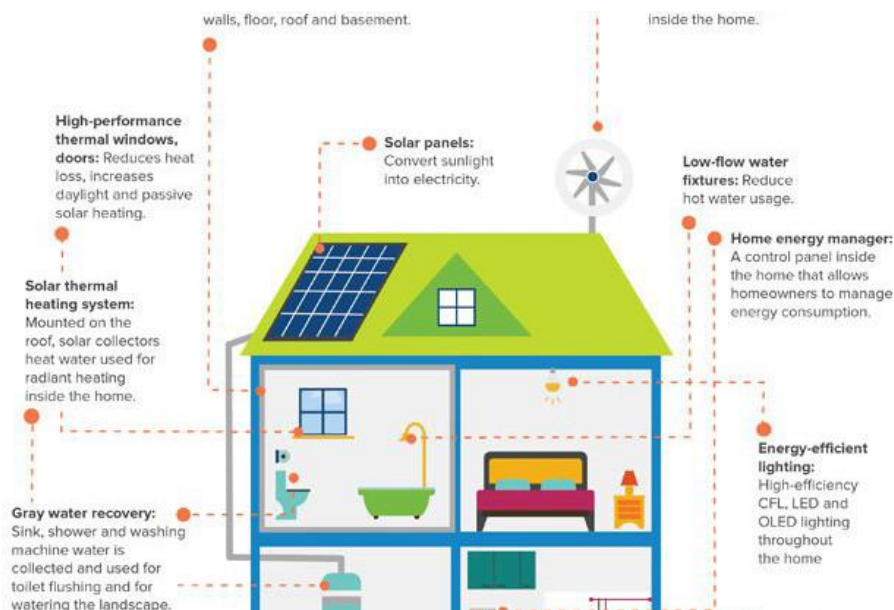 walls, floor, roof and basement.
inside the home.
High-performance
thermal windows,
doors: Reduces heat
loss, increases
daylight and passive
solar heating.
Solar panels:
Convert sunlight
into electricity.
Low-flow water
fixtures: Reduce
hot water usage.
Home energy manager:
A control panel inside
the home that allows
homeowners to manage
energy consumption.
Solar thermal
heating system:
Mounted on the
roof, solar collectors
heat water used for
radiant heating
inside the home.
Energy-efficient
lighting:
High-efficiency
CFL, LED and
OLED lighting
throughout
the home
Gray water recovery:
Sink, shower and washing
machine water is
collected and used for
toilet flushing and for
watering the landscape.